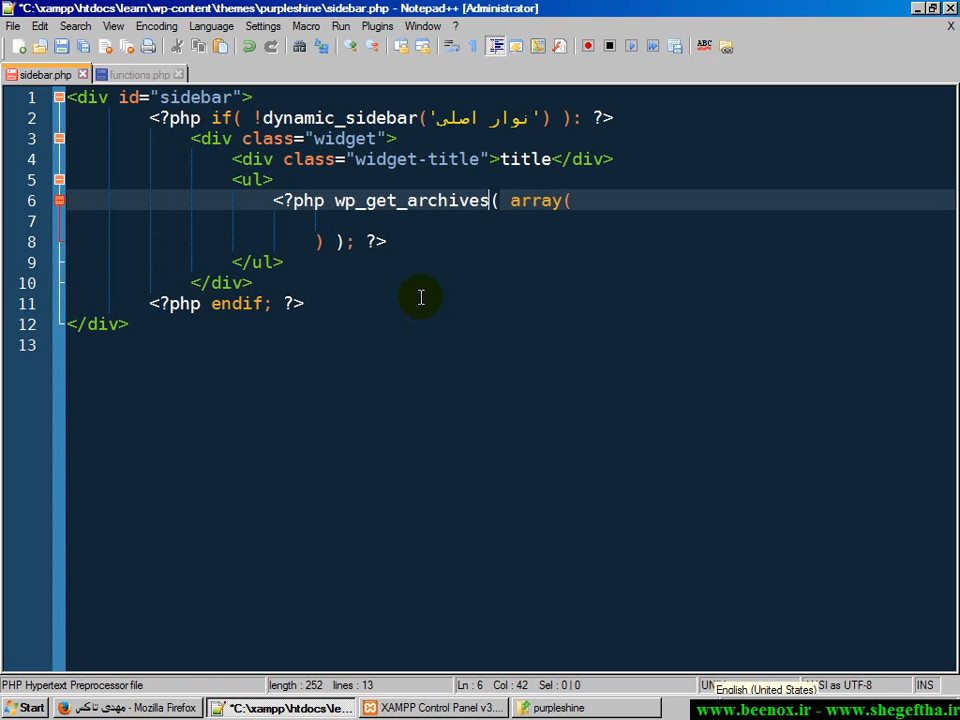 *C:\xampp\htdocs\learn\wp-content\themes\purpleshine\sidebar.php - Notepad++ [Administrator]
File Edit Search View Encoding Language Settings Macro Run Plugins Window ? X
ABC
sidebar.php functions.php
1 <div id="sidebar">
2 <?php if( !dynamic_sidebar('نوار اصلی') ): ?>
3 <div class="widget">
4 <div class="widget-title">title</div>
5 <ul>
6 <?php wp_get_archives( array(
7
8 ) ); ?>
9 </ul>
10 </div>
11 <?php endif; ?>
12 </div>
13
PHP Hypertext Preprocessor file length : 252 lines : 13 Ln : 6 Col : 42 Sel : 0 | 0 ANSI as UTF-8 INS
English (United States)
Start مهدی تاکس - Mozilla Firefox *C:\xampp\htdocs\le... XAMPP Control Panel v3.... purpleshine
www.beenox.ir - www.shegeftha.ir